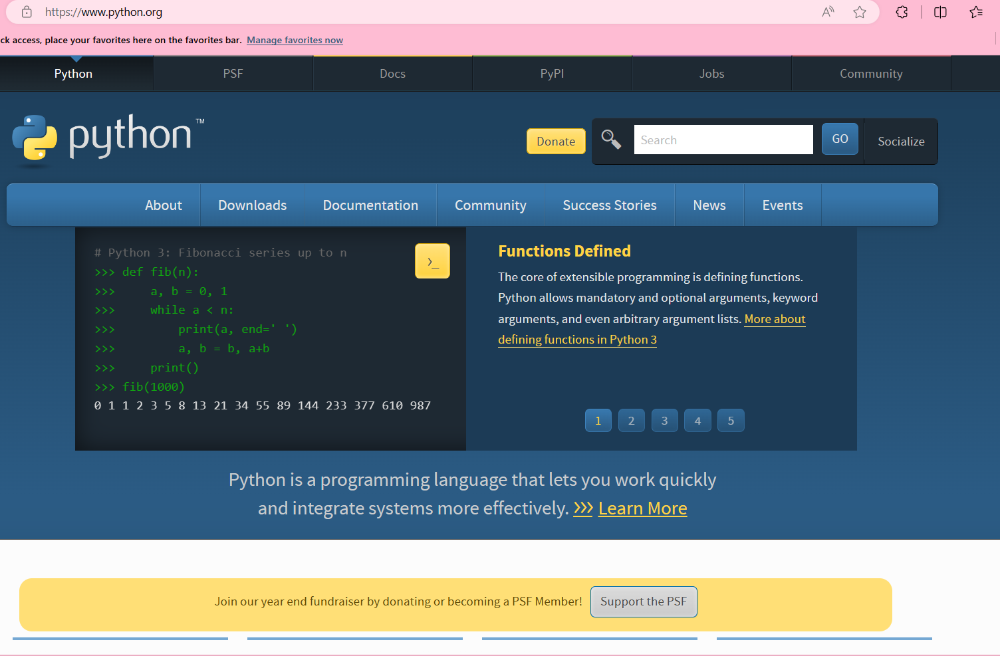 https://www.python.org
ck access, place your favorites here on the favorites bar. Manage favorites now
Python PSF Docs PyPI Jobs Community
python™
Donate Search GO Socialize
About Downloads Documentation Community Success Stories News Events
# Python 3: Fibonacci series up to n
>>> def fib(n):
>>>     a, b = 0, 1
>>>     while a < n:
>>>         print(a, end=' ')
>>>         a, b = b, a+b
>>>     print()
>>> fib(1000)
0 1 1 2 3 5 8 13 21 34 55 89 144 233 377 610 987
>_
Functions Defined
The core of extensible programming is defining functions.
Python allows mandatory and optional arguments, keyword
arguments, and even arbitrary argument lists. More about
defining functions in Python 3
1 2 3 4 5
Python is a programming language that lets you work quickly
and integrate systems more effectively. >>> Learn More
Join our year end fundraiser by donating or becoming a PSF Member! Support the PSF